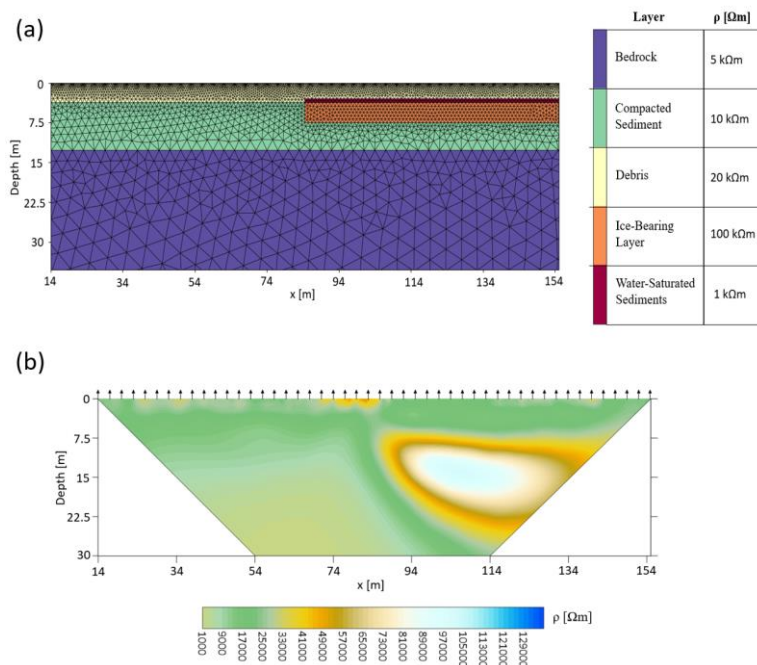 (a)
Layer ρ [Ωm]
Bedrock 5 kΩm
Compacted
Sediment 10 kΩm
Debris 20 kΩm
Ice-Bearing
Layer 100 kΩm
Water-Saturated
Sediments 1 kΩm
Depth [m]
0
7.5
15
22.5
30
14 34 54 74 94 114 134 154
x [m]
(b)
Depth [m]
0
7.5
15
22.5
30
14 34 54 74 94 114 134 154
x [m]
ρ [Ωm]
1000 9000 17000 25000 33000 41000 49000 57000 65000 73000 81000 89000 97000 105000 113000 121000 129000